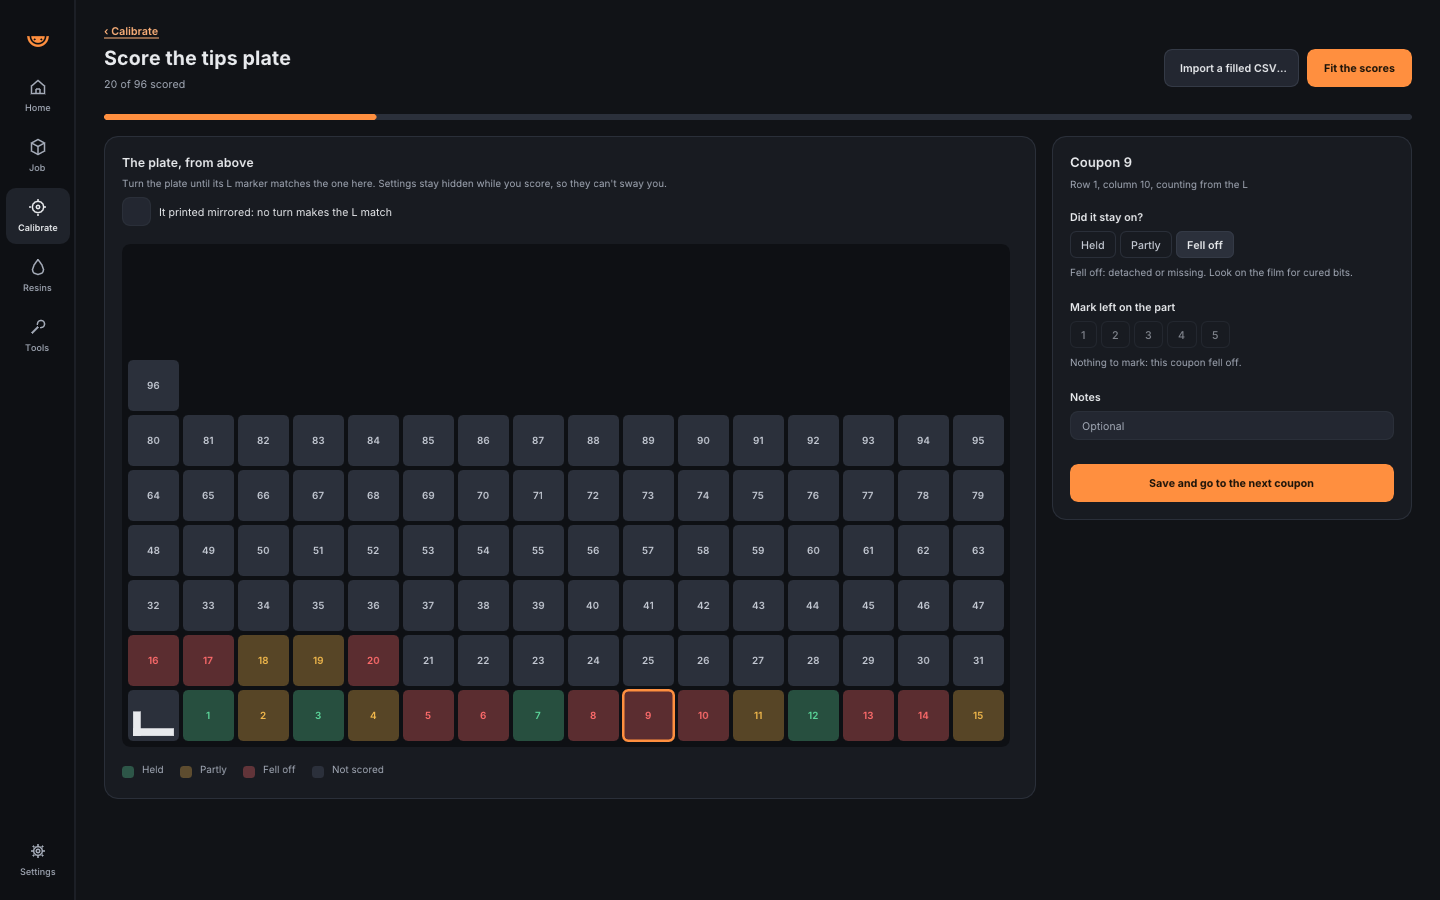 ‹ Calibrate
Score the tips plate
20 of 96 scored
Import a filled CSV...
Fit the scores
Home
Job
Calibrate
Resins
Tools
Settings
The plate, from above
Turn the plate until its L marker matches the one here. Settings stay hidden while you score, so they can't sway you.
It printed mirrored: no turn makes the L match
96
80 81 82 83 84 85 86 87 88 89 90 91 92 93 94 95
64 65 66 67 68 69 70 71 72 73 74 75 76 77 78 79
48 49 50 51 52 53 54 55 56 57 58 59 60 61 62 63
32 33 34 35 36 37 38 39 40 41 42 43 44 45 46 47
16 17 18 19 20 21 22 23 24 25 26 27 28 29 30 31
L 1 2 3 4 5 6 7 8 9 10 11 12 13 14 15
Held Partly Fell off Not scored
Coupon 9
Row 1, column 10, counting from the L
Did it stay on?
Held Partly Fell off
Fell off: detached or missing. Look on the film for cured bits.
Mark left on the part
1 2 3 4 5
Nothing to mark: this coupon fell off.
Notes
Optional
Save and go to the next coupon